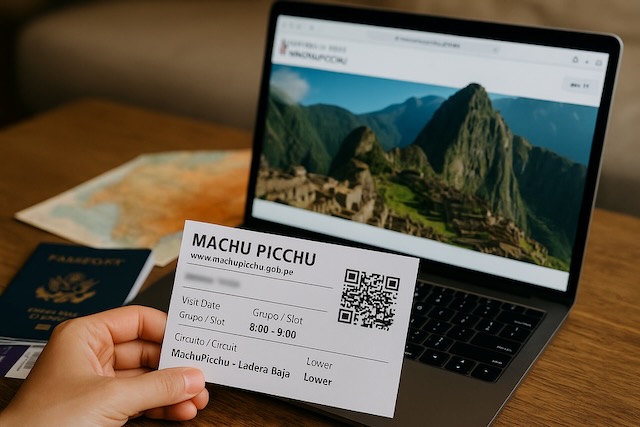 MACHUPICCHU
MACHU PICCHU
www.machupicchu.gob.pe
Visit Date
Grupo / Slot
Grupo / Slot
8:00 - 9:00
Circuito / Circuit
MachuPicchu - Ladera Baja
Lower
Lower
PASSPORT